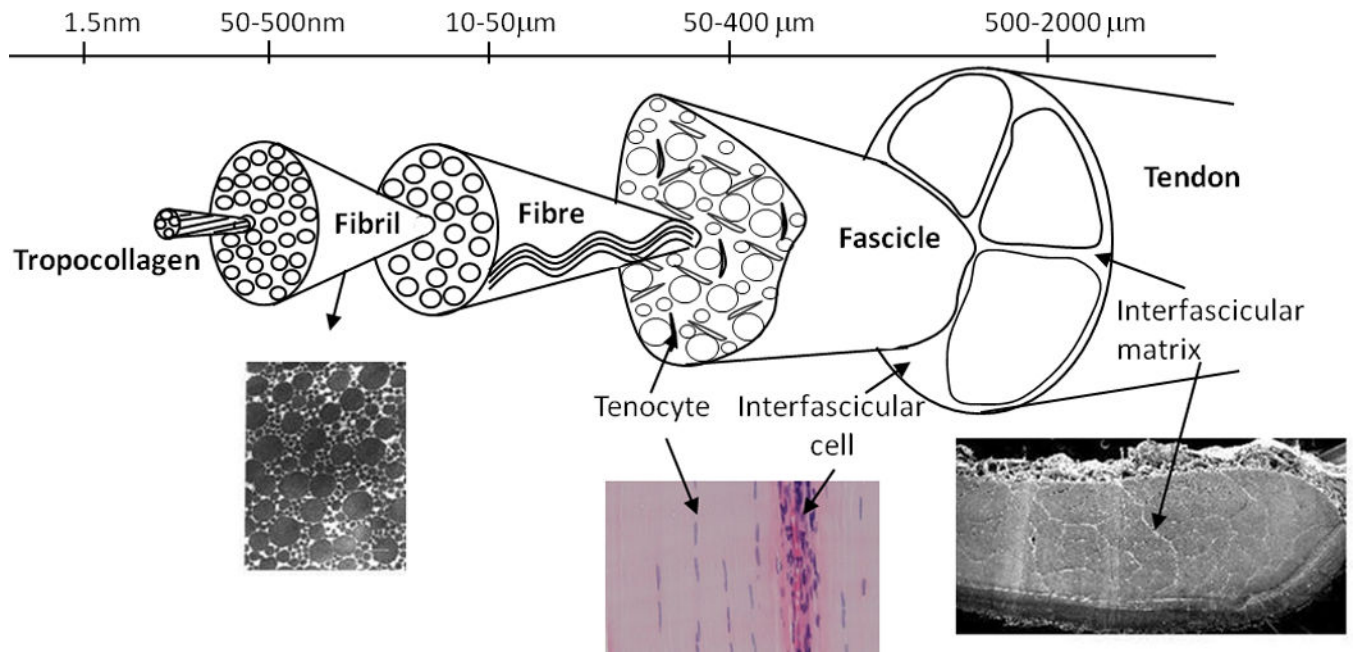 1.5nm 50-500nm 10-50μm 50-400 μm 500-2000 μm
Tropocollagen
Fibril
Fibre
Fascicle
Tendon
Tenocyte
Interfascicular
cell
Interfascicular
matrix